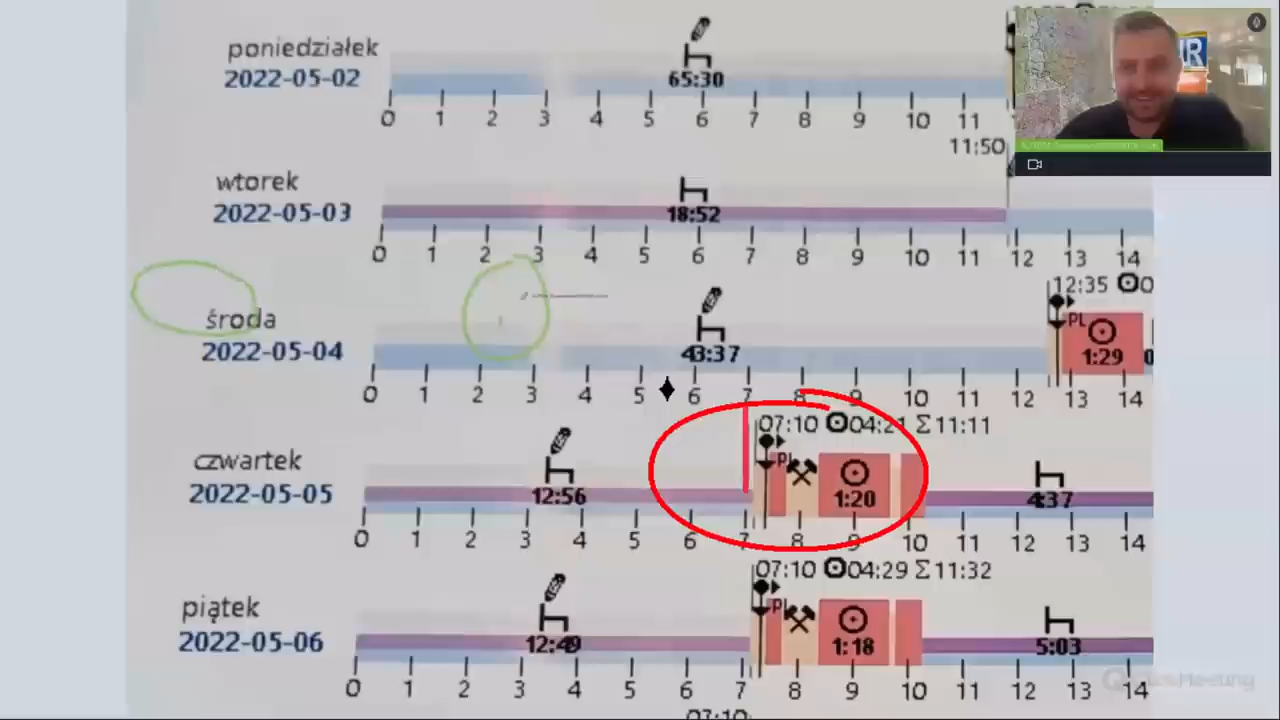 poniedziałek
2022-05-02
65:30
0 1 2 3 4 5 6 7 8 9 10 11
11:50
wtorek
2022-05-03
18:52
0 1 2 3 4 5 6 7 8 9 10 11 12 13 14
12:35
środa
2022-05-04
43:37
PL
1:29
0 1 2 3 4 5 6 7 8 9 10 11 12 13 14
07:10 04:21 Σ11:11
czwartek
2022-05-05
12:56
PL
1:20
4:37
0 1 2 3 4 5 6 7 8 9 10 11 12 13 14
07:10 04:29 Σ11:32
piątek
2022-05-06
12:49
PL
1:18
5:03
0 1 2 3 4 5 6 7 8 9 10 11 12 13 14
07:10